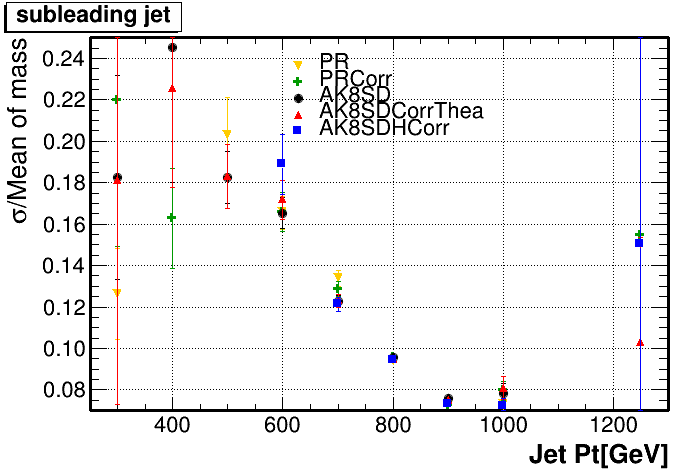 subleading jet
σ/Mean of mass
0.24
0.22
0.20
0.18
0.16
0.14
0.12
0.10
0.08
PR
PRCorr
AK8SD
AK8SDCorrThea
AK8SDHCorr
400
600
800
1000
1200
Jet Pt[GeV]